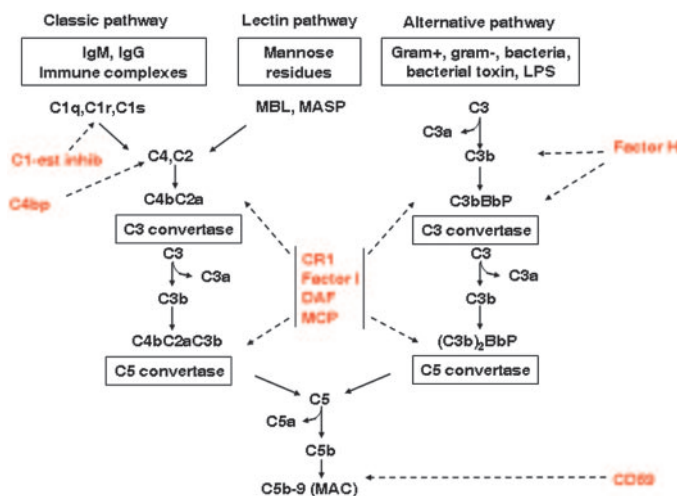 Classic pathway
Lectin pathway
Alternative pathway
IgM, IgG
Immune complexes
Mannose
residues
Gram+, gram-, bacteria,
bacterial toxin, LPS
C1q,C1r,C1s
MBL, MASP
C3
C3a
C1-est inhib
C4,C2
C3b
Factor H
C4bp
C4bC2a
C3bBbP
C3 convertase
C3 convertase
C3
C3a
CR1
Factor I
DAF
MCP
C3
C3a
C3b
C3b
C4bC2aC3b
(C3b)₂BbP
C5 convertase
C5 convertase
C5
C5a
C5b
C5b-9 (MAC)
CD59